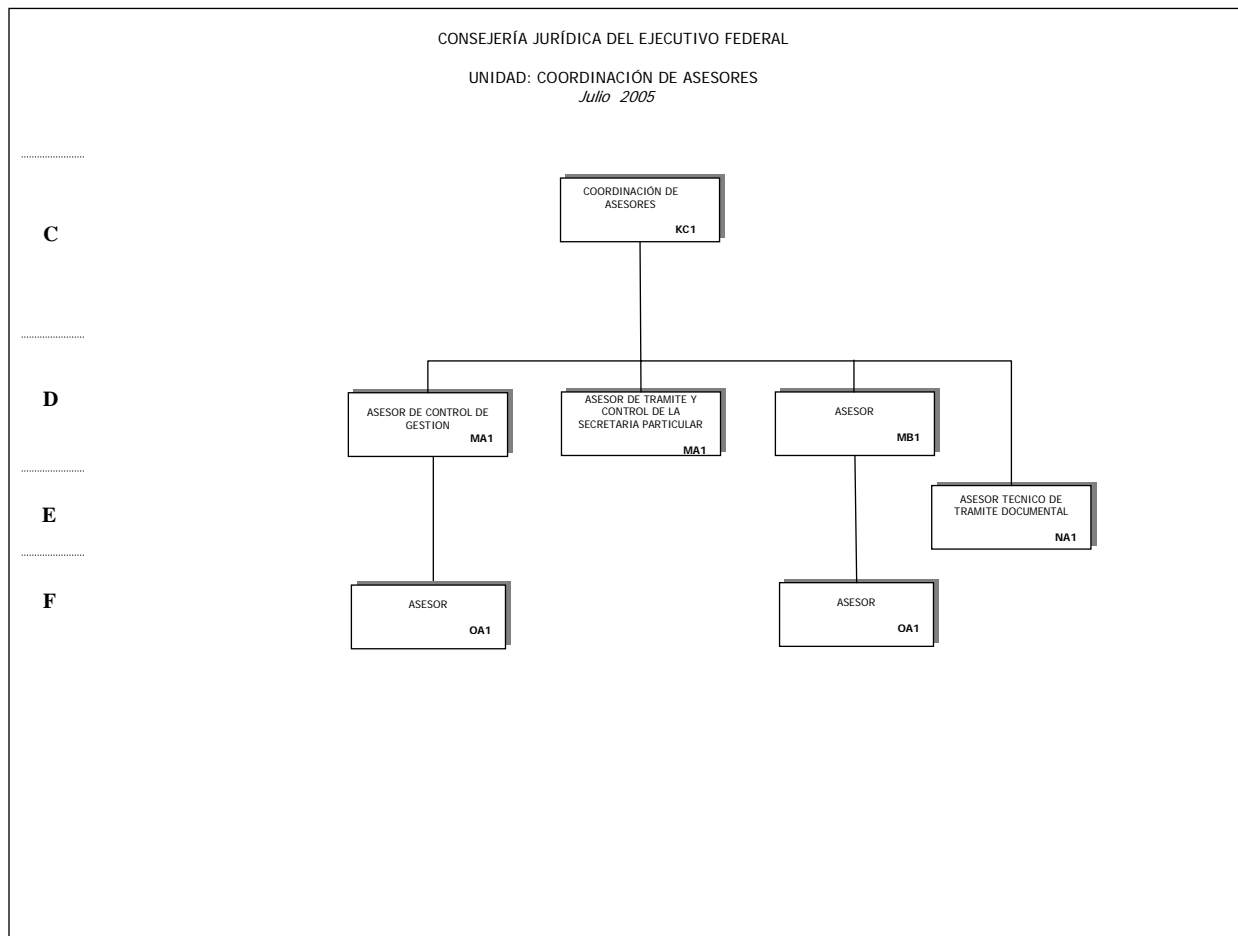 CONSEJERÍA JURÍDICA DEL EJECUTIVO FEDERAL
UNIDAD: COORDINACIÓN DE ASESORES
Julio 2005
C
COORDINACIÓN DE
ASESORES
KC1
D
ASESOR DE CONTROL DE
GESTION
MA1
ASESOR DE TRAMITE Y
CONTROL DE LA
SECRETARIA PARTICULAR
MA1
ASESOR
MB1
E
ASESOR TECNICO DE
TRAMITE DOCUMENTAL
NA1
F
ASESOR
OA1
ASESOR
OA1